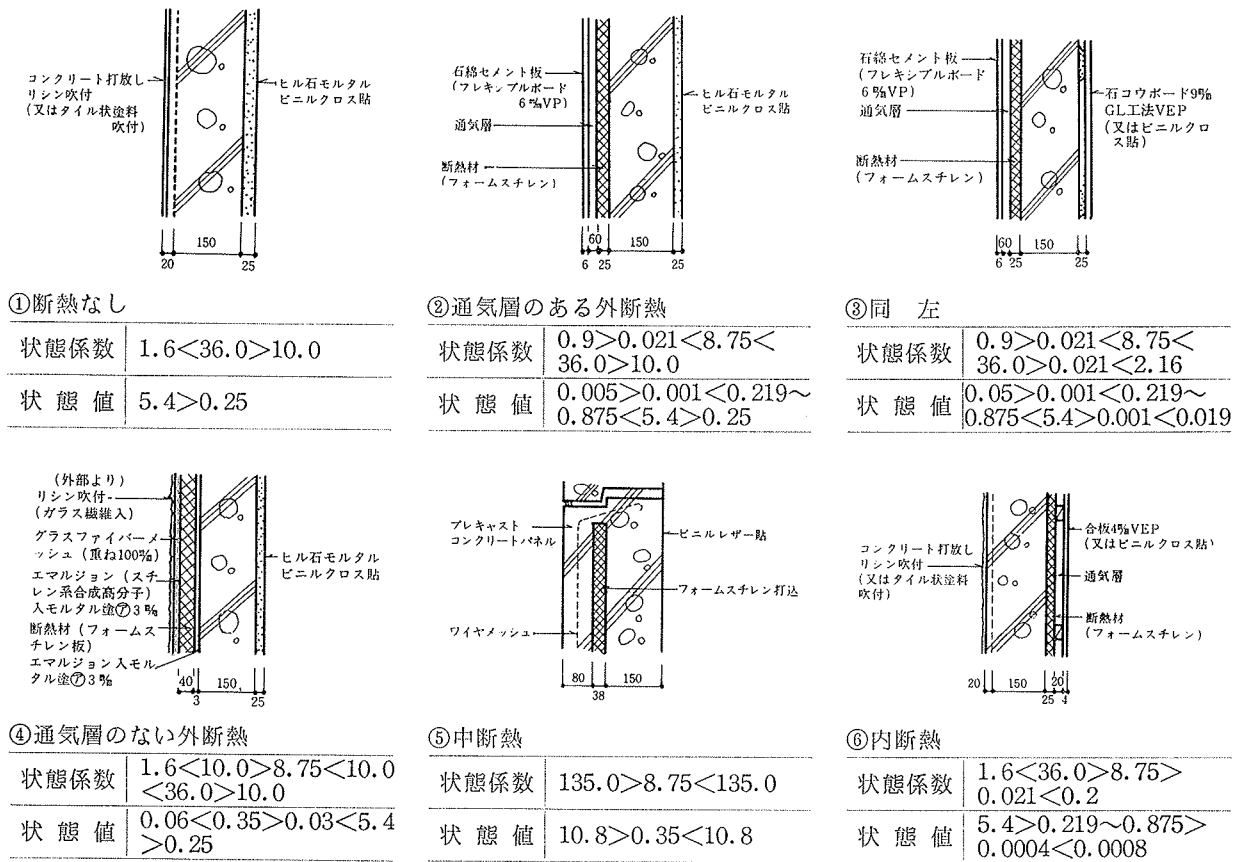 コンクリート打放し
リシン吹付
(又はタイル状塗料
吹付)
ヒル石モルタル
ビニルクロス貼
150
20
25
①断熱なし
状態係数 1.6<36.0>10.0
状態値 5.4>0.25
石綿セメント板
(フレキシブルボード
6㎜VP)
通気層
断熱材
(フォームスチレン)
ヒル石モルタル
ビニルクロス貼
60 150
6 25 25
②通気層のある外断熱
状態係数 0.9>0.021<8.75<
36.0>10.0
状態値 0.005>0.001<0.219~
0.875<5.4>0.25
石綿セメント板
(フレキシブルボード
6㎜VP)
通気層
断熱材
(フォームスチレン)
石コウボード9㎜
GL工法VEP
(又はビニルクロ
ス貼)
60 150
6 25 25
③同 左
状態係数 0.9>0.021<8.75<
36.0>0.021<2.16
状態値 0.05>0.001<0.219~
0.875<5.4>0.001<0.019
(外部より)
リシン吹付
(ガラス繊維入)
グラスファイバーメ
ッシュ(重ね100㎜)
エマルジョン(スチ
レン系合成高分子)
入モルタル塗㋐3㎜
断熱材(フォームス
チレン板)
エマルジョン入モル
タル塗㋐3㎜
ヒル石モルタル
ビニルクロス貼
40 150
3 25
④通気層のない外断熱
状態係数 1.6<10.0>8.75<10.0
<36.0>10.0
状態値 0.06<0.35>0.03<5.4
>0.25
プレキャスト
コンクリートパネル
ワイヤメッシュ
ビニルレザー貼
フォームスチレン打込
80 150
38
⑤中断熱
状態係数 135.0>8.75<135.0
状態値 10.8>0.35<10.8
コンクリート打放し
リシン吹付
(又はタイル状塗料
吹付)
合板4㎜VEP
(又はビニルクロス貼)
通気層
断熱材
(フォームスチレン)
20 150 20
25 4
⑥内断熱
状態係数 1.6<36.0>8.75>
0.021<0.2
状態値 5.4>0.219~0.875>
0.0004<0.0008